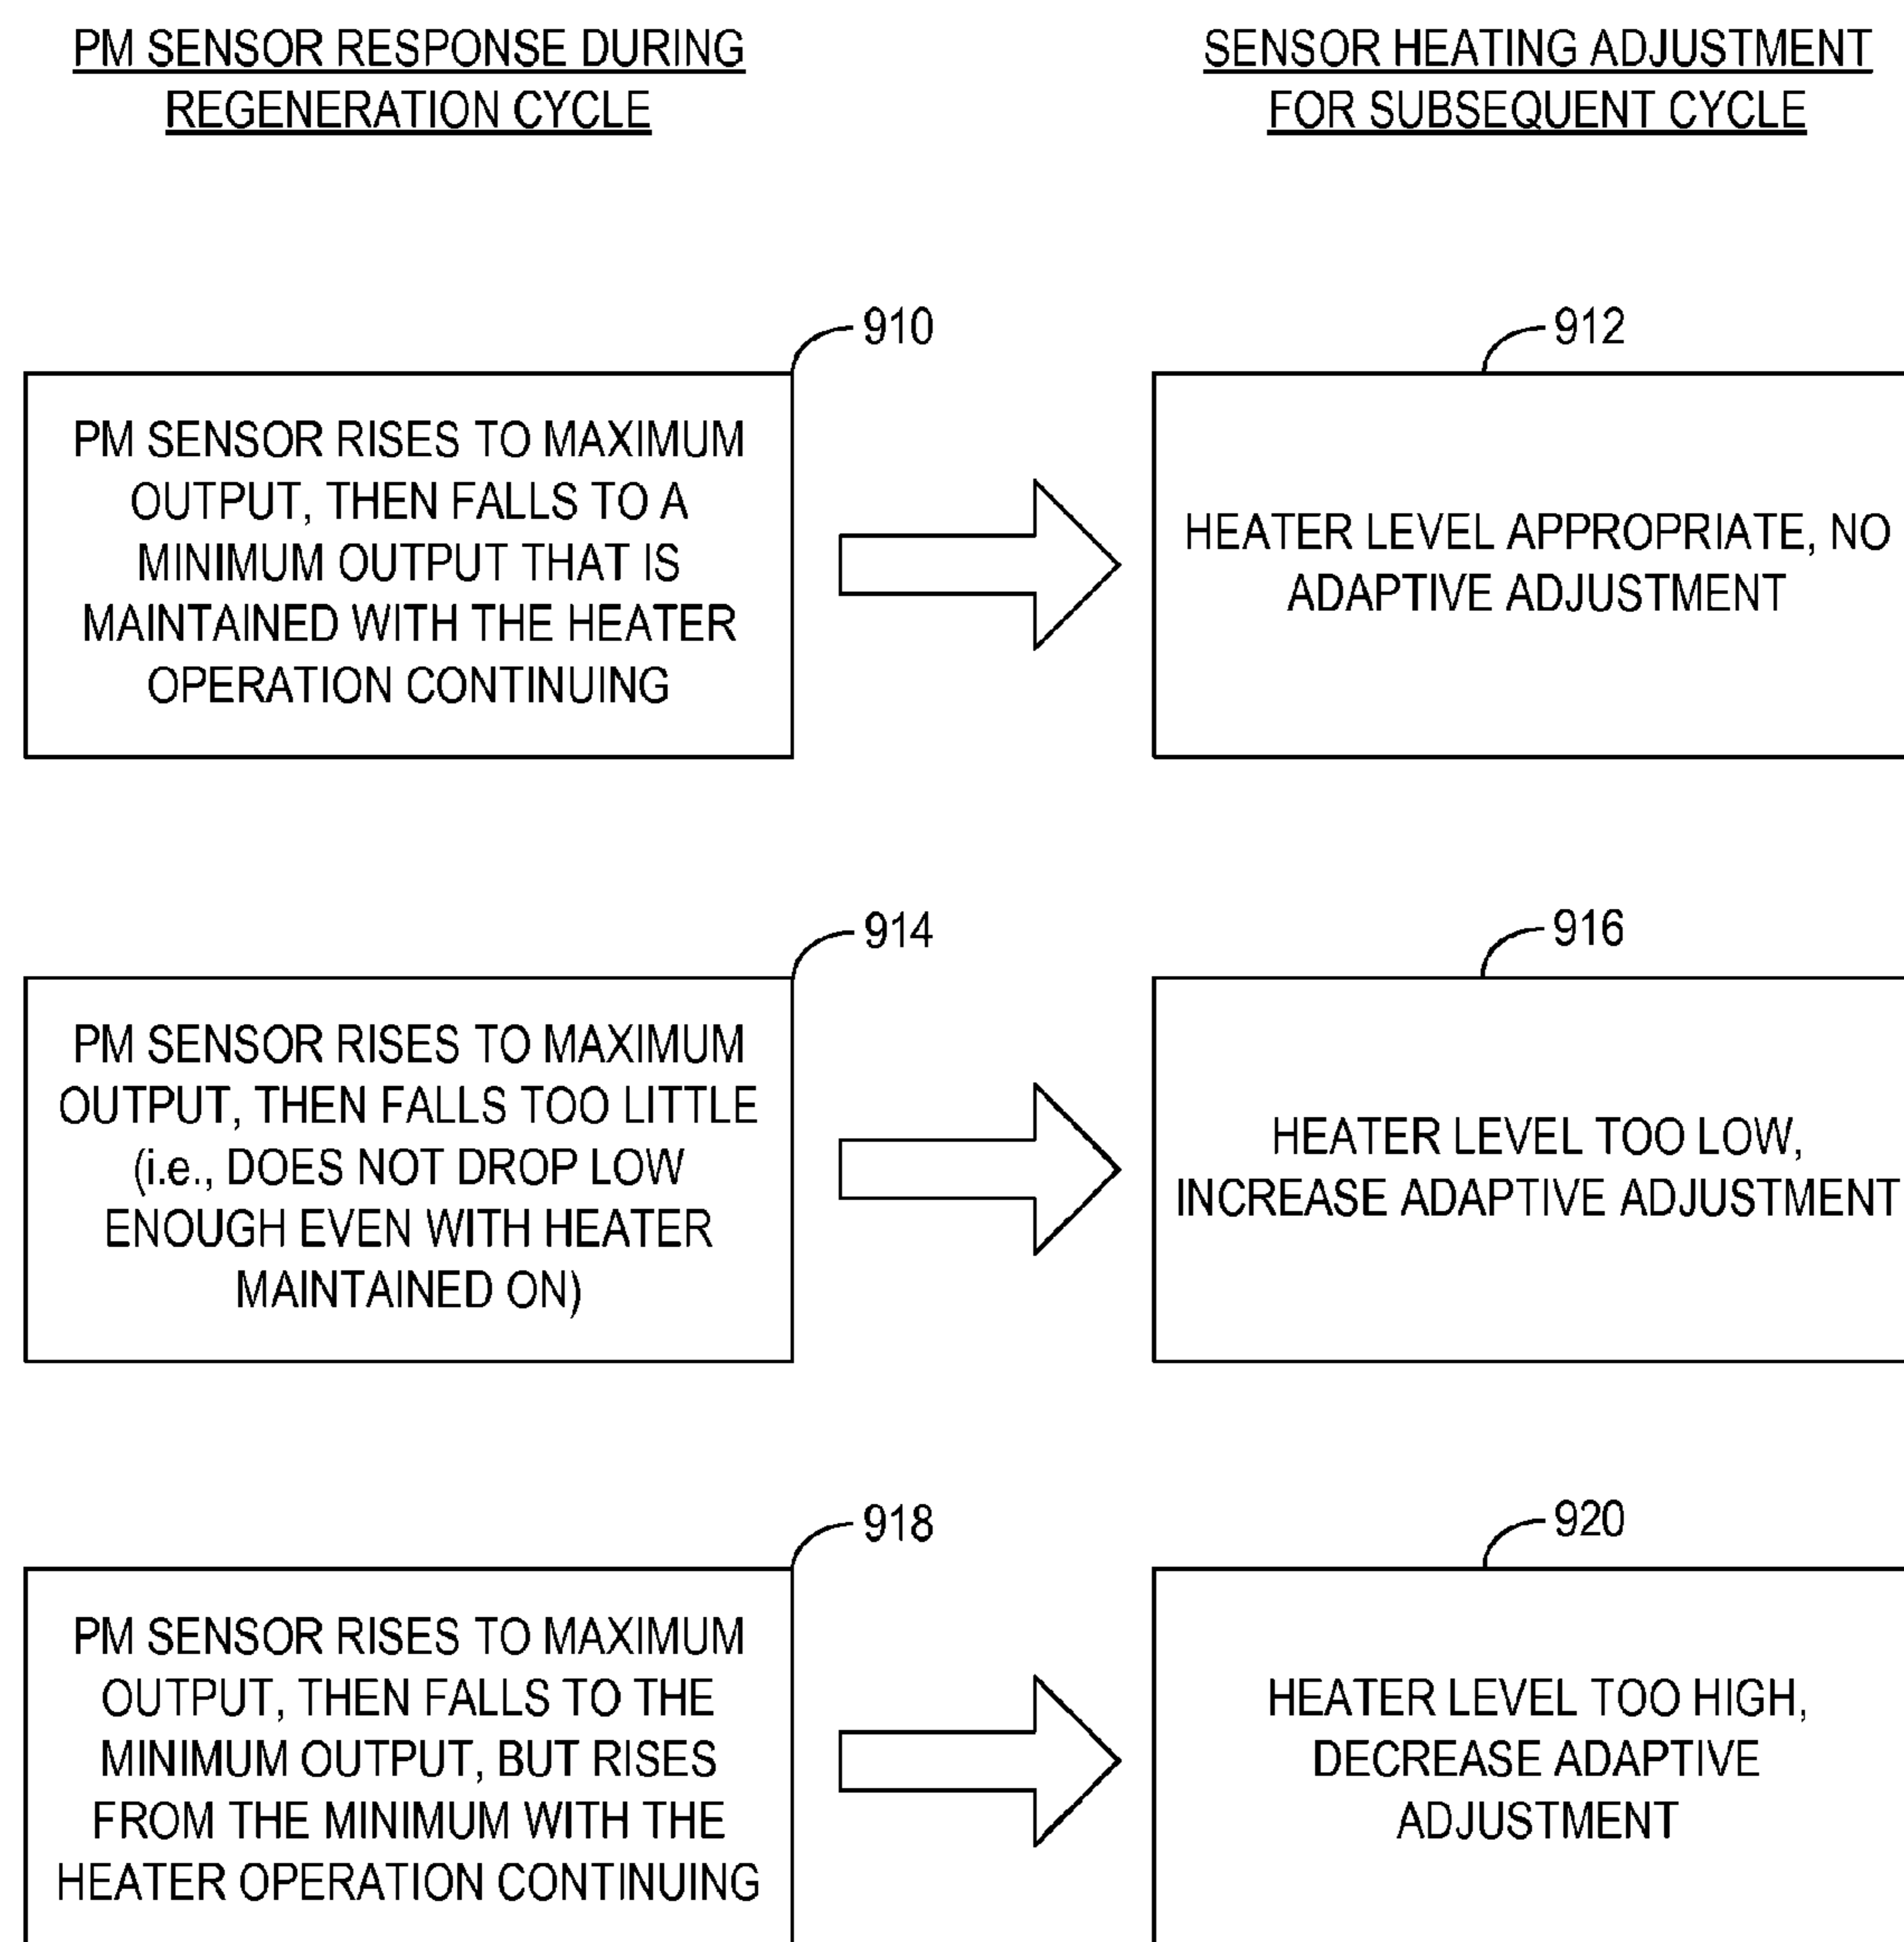 PM SENSOR RESPONSE DURING
REGENERATION CYCLE
SENSOR HEATING ADJUSTMENT
FOR SUBSEQUENT CYCLE
910
PM SENSOR RISES TO MAXIMUM
OUTPUT, THEN FALLS TO A
MINIMUM OUTPUT THAT IS
MAINTAINED WITH THE HEATER
OPERATION CONTINUING
912
HEATER LEVEL APPROPRIATE, NO
ADAPTIVE ADJUSTMENT
914
PM SENSOR RISES TO MAXIMUM
OUTPUT, THEN FALLS TOO LITTLE
(i.e., DOES NOT DROP LOW
ENOUGH EVEN WITH HEATER
MAINTAINED ON)
916
HEATER LEVEL TOO LOW,
INCREASE ADAPTIVE ADJUSTMENT
918
PM SENSOR RISES TO MAXIMUM
OUTPUT, THEN FALLS TO THE
MINIMUM OUTPUT, BUT RISES
FROM THE MINIMUM WITH THE
HEATER OPERATION CONTINUING
920
HEATER LEVEL TOO HIGH,
DECREASE ADAPTIVE
ADJUSTMENT